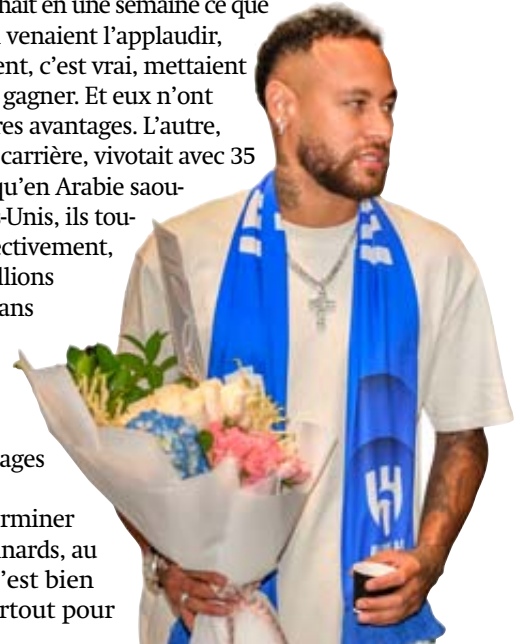 hait en une semaine ce que
venaient l’applaudir,
ent, c’est vrai, mettaient
gagner. Et eux n’ont
res avantages. L’autre,
carrière, vivotait avec 35
qu’en Arabie saou-
-Unis, ils tou-
ectivement,
llions
ans
ages
rminer
nards, au
’est bien
rtout pour